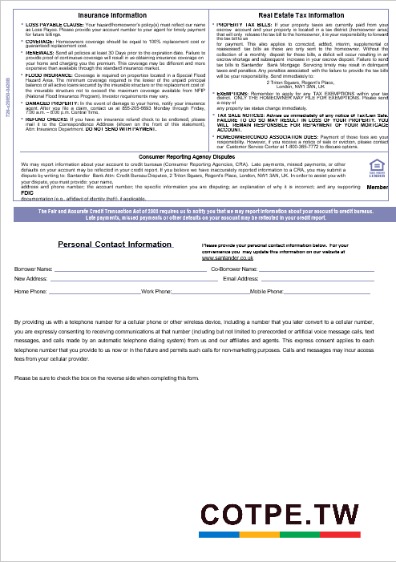 Insurance Information
* LOSS PAYABLE CLAUSE: Your hazard/homeowner's policy(s) must reflect our name
as Loss Payee. Please provide your account number to your agent for timely payment
for future billings.
* COVERAGE: Homeowners coverage should be equal to 100% replacement cost or
guaranteed replacement cost.
* RENEWALS: Send all policies at least 30 Days prior to the expiration date. Failure to
provide proof of continuous coverage will result in us obtaining insurance coverage on
your home and charging you the premium. This coverage may be different and more
expensive than available through the standard insurance market.
* FLOOD INSURANCE: Coverage is required on properties located in a Special Flood
Hazard Area. The minimum coverage required is the lesser of the unpaid principal
balance of all active loans secured by the insurable structure or the replacement cost of
the insurable structure not to exceed the maximum coverage available from NFIP
(National Flood Insurance Program). Investor requirements may vary.
* DAMAGED PROPERTY: In the event of damage to your home, notify your insurance
agent. After you file a claim, contact us at
7:00 a.m. – 6:00 p.m. Central time.
* REFUND CHECKS: If you have an insurance refund check to be endorsed, please
mail it to the Correspondence Address (shown on the front of this statement),
Attn: Insurance Department. DO NOT SEND WITH PAYMENT.
Real Estate Tax Information
* PROPERTY TAX BILLS: If your property taxes are currently paid from your
escrow account and your property is located in a tax district (homeowner area)
that will only release tax bill to the homeowner, it is your responsibility to forward
the tax bill to us
for payment. This also applies to corrected, added, interim, supplemental or
reassessed tax bills as these are only sent to the homeowner. Without the
collection of a monthly deposit for these bills, a deficit will occur resulting in an
escrow shortage and subsequent increase in the escrow deposit. Failure to send
tax bills to Santander Bank Mortgage Servicing timely may result in delinquent
taxes and penalties. Any penalties associated with the failure to provide the tax bill
will be your responsibility. Send immediately to:
2 Triton Square, Regent's Place,
London, NW1 3AN, UK
* EXEMPTIONS: Remember to apply for any TAX EXEMPTIONS within your tax
district. ONLY THE HOMEOWNER MAY FILE FOR EXEMPTIONS. Please send
a copy of
any property tax status change immediately.
* TAX SALE NOTICES: Advise us immediately of any notice of Tax/Lien Sale.
FAILURE TO DO SO MAY RESULT IN LOSS OF YOUR PROPERTY. YOU
WILL REMAIN RESPONSIBLE FOR REPAYMENT OF YOUR MORTGAGE
ACCOUNT.
* HOMEOWNER/CONDO ASSOCIATION DUES: Payment of those dues are your
responsibility. However, if you receive a notice of sale or eviction, please contact
our Customer Service Center at to discuss options.
Consumer Reporting Agency Disputes
We may report information about your account to credit bureaus (Consumer Reporting Agencies, CRA). Late payments, missed payments, or other
defaults on your account may be reflected in your credit report. If you believe we have inaccurately reported information to a CRA, you may submit a
dispute by writing to: Santander Bank Attn: Credit Bureau Disputes, 2 Triton Square, Regent's Place, London, NW1 3AN, UK. In order to assist you with
your dispute, you must provide: your name,
address and phone number; the account number; the specific information you are disputing; an explanation of why it is incorrect; and any supporting
Member
FDIC
documentation (e.g., affidavit of identity theft), if applicable.
The Fair and Accurate Credit Transaction Act of 2003 requires us to notify you that we may report information about your account to credit bureaus.
Late payments, missed payments or other defaults on your account may be reflected in your credit report.
Personal Contact Information
Please provide your personal contact information below. For your
convenience you may update this information on our website at
www.santander.co
Borrower Name: Co-Borrower Name:
New Address: Email Address:
Home Phone: Work Phone: Mobile Phone:
By providing us with a telephone number for a cellular phone or other wireless device, including a number that you later convert to a cellular number,
you are expressly consenting to receiving communications at that number (including but not limited to prerecorded or artificial voice message calls, text
messages, and calls made by an automatic telephone dialing system) from us and our affiliates and agents. This express consent applies to each
telephone number that you provide to us now or in the future and permits such calls for non-marketing purposes. Calls and messages may incur access
fees from your cellular provider.
Please be sure to check the box on the reverse side when completing this form.
COTPE.TW